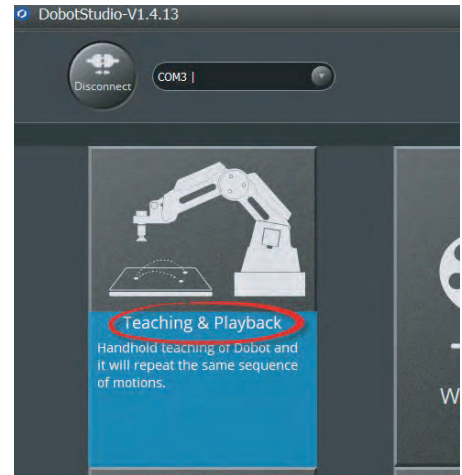 DobotStudio-V1.4.13
Disconnect
COM3
Teaching & Playback
Handhold teaching of Dobot and
it will repeat the same sequence
of motions.
W